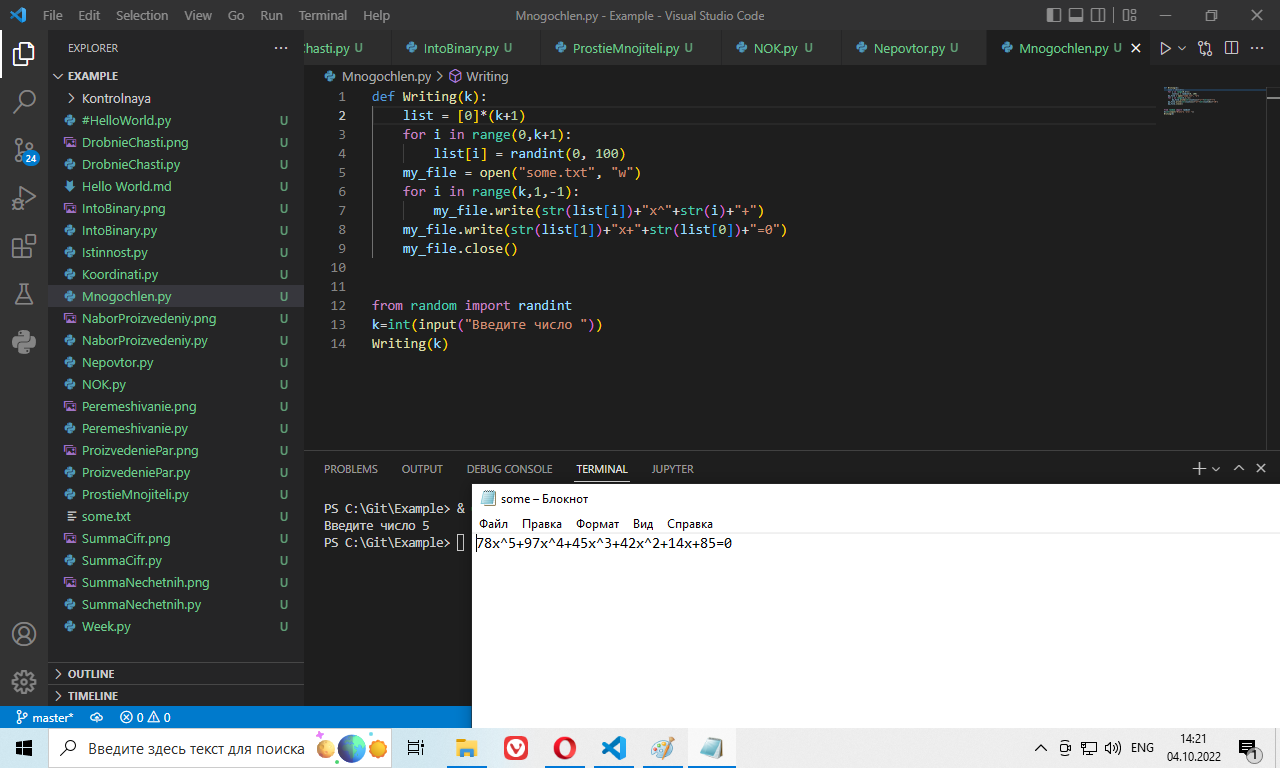 File Edit Selection View Go Run Terminal Help Mnogochlen.py - Example - Visual Studio Code
EXPLORER
Chasti.py U IntoBinary.py U ProstieMnojiteli.py U NOK.py U Nepovtor.py U Mnogochlen.py U
Mnogochlen.py > Writing
EXAMPLE
Kontrolnaya
#HelloWorld.py U
DrobnieChasti.png U
DrobnieChasti.py U
Hello World.md U
IntoBinary.png U
IntoBinary.py U
Istinnost.py U
Koordinati.py U
Mnogochlen.py U
NaborProizvedeniy.png U
NaborProizvedeniy.py U
Nepovtor.py U
NOK.py U
Peremeshivanie.png U
Peremeshivanie.py U
ProizvedeniePar.png U
ProizvedeniePar.py U
ProstieMnojiteli.py U
some.txt U
SummaCifr.png U
SummaCifr.py U
SummaNechetnih.png U
SummaNechetnih.py U
Week.py U
OUTLINE
TIMELINE
24
1 def Writing(k):
2 list = [0]*(k+1)
3 for i in range(0,k+1):
4 list[i] = randint(0, 100)
5 my_file = open("some.txt", "w")
6 for i in range(k,1,-1):
7 my_file.write(str(list[i])+"x^"+str(i)+"+")
8 my_file.write(str(list[1])+"x+"+str(list[0])+"=0")
9 my_file.close()
10
11
12 from random import randint
13 k=int(input("Введите число "))
14 Writing(k)
PROBLEMS OUTPUT DEBUG CONSOLE TERMINAL JUPYTER
PS C:\Git\Example> &
Введите число 5
PS C:\Git\Example>
some – Блокнот
Файл Правка Формат Вид Справка
78x^5+97x^4+45x^3+42x^2+14x+85=0
master* 0 0
Введите здесь текст для поиска
ENG 14:21
04.10.2022
1